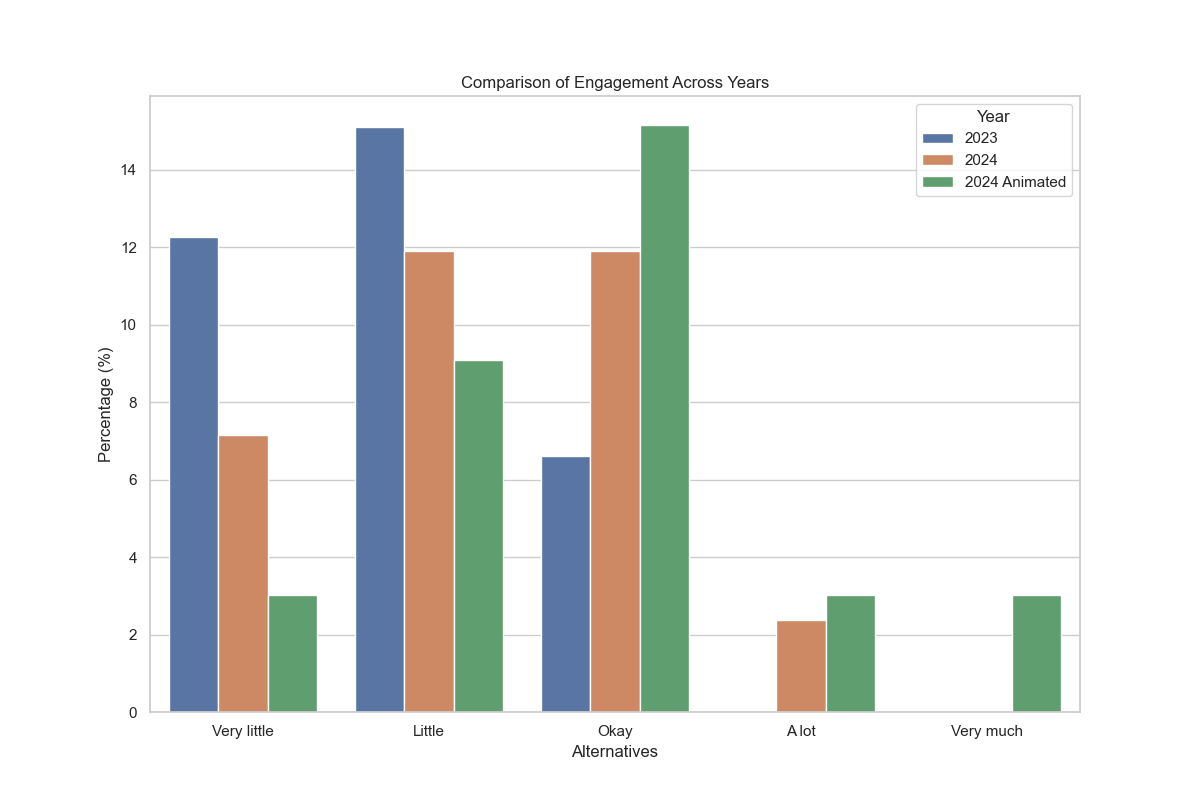 Comparison of Engagement Across Years
Year
2023
2024
2024 Animated
Percentage (%)
14
12
10
8
6
4
2
0
Very little
Little
Okay
A lot
Very much
Alternatives